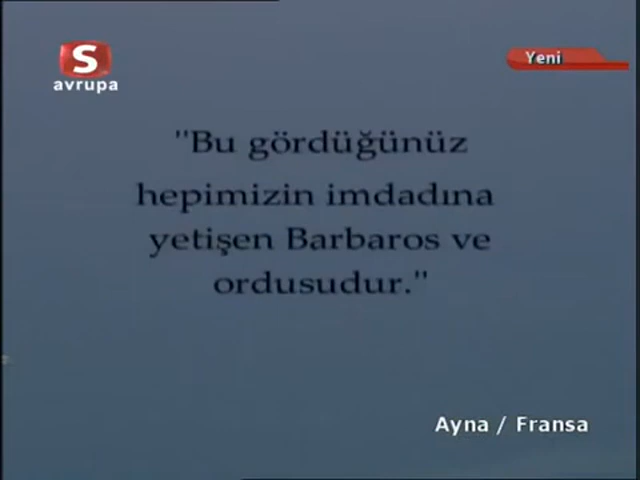 S
avrupa
Yeni
"Bu gördüğünüz
hepimizin imdadına
yetişen Barbaros ve
ordusudur."
Ayna / Fransa